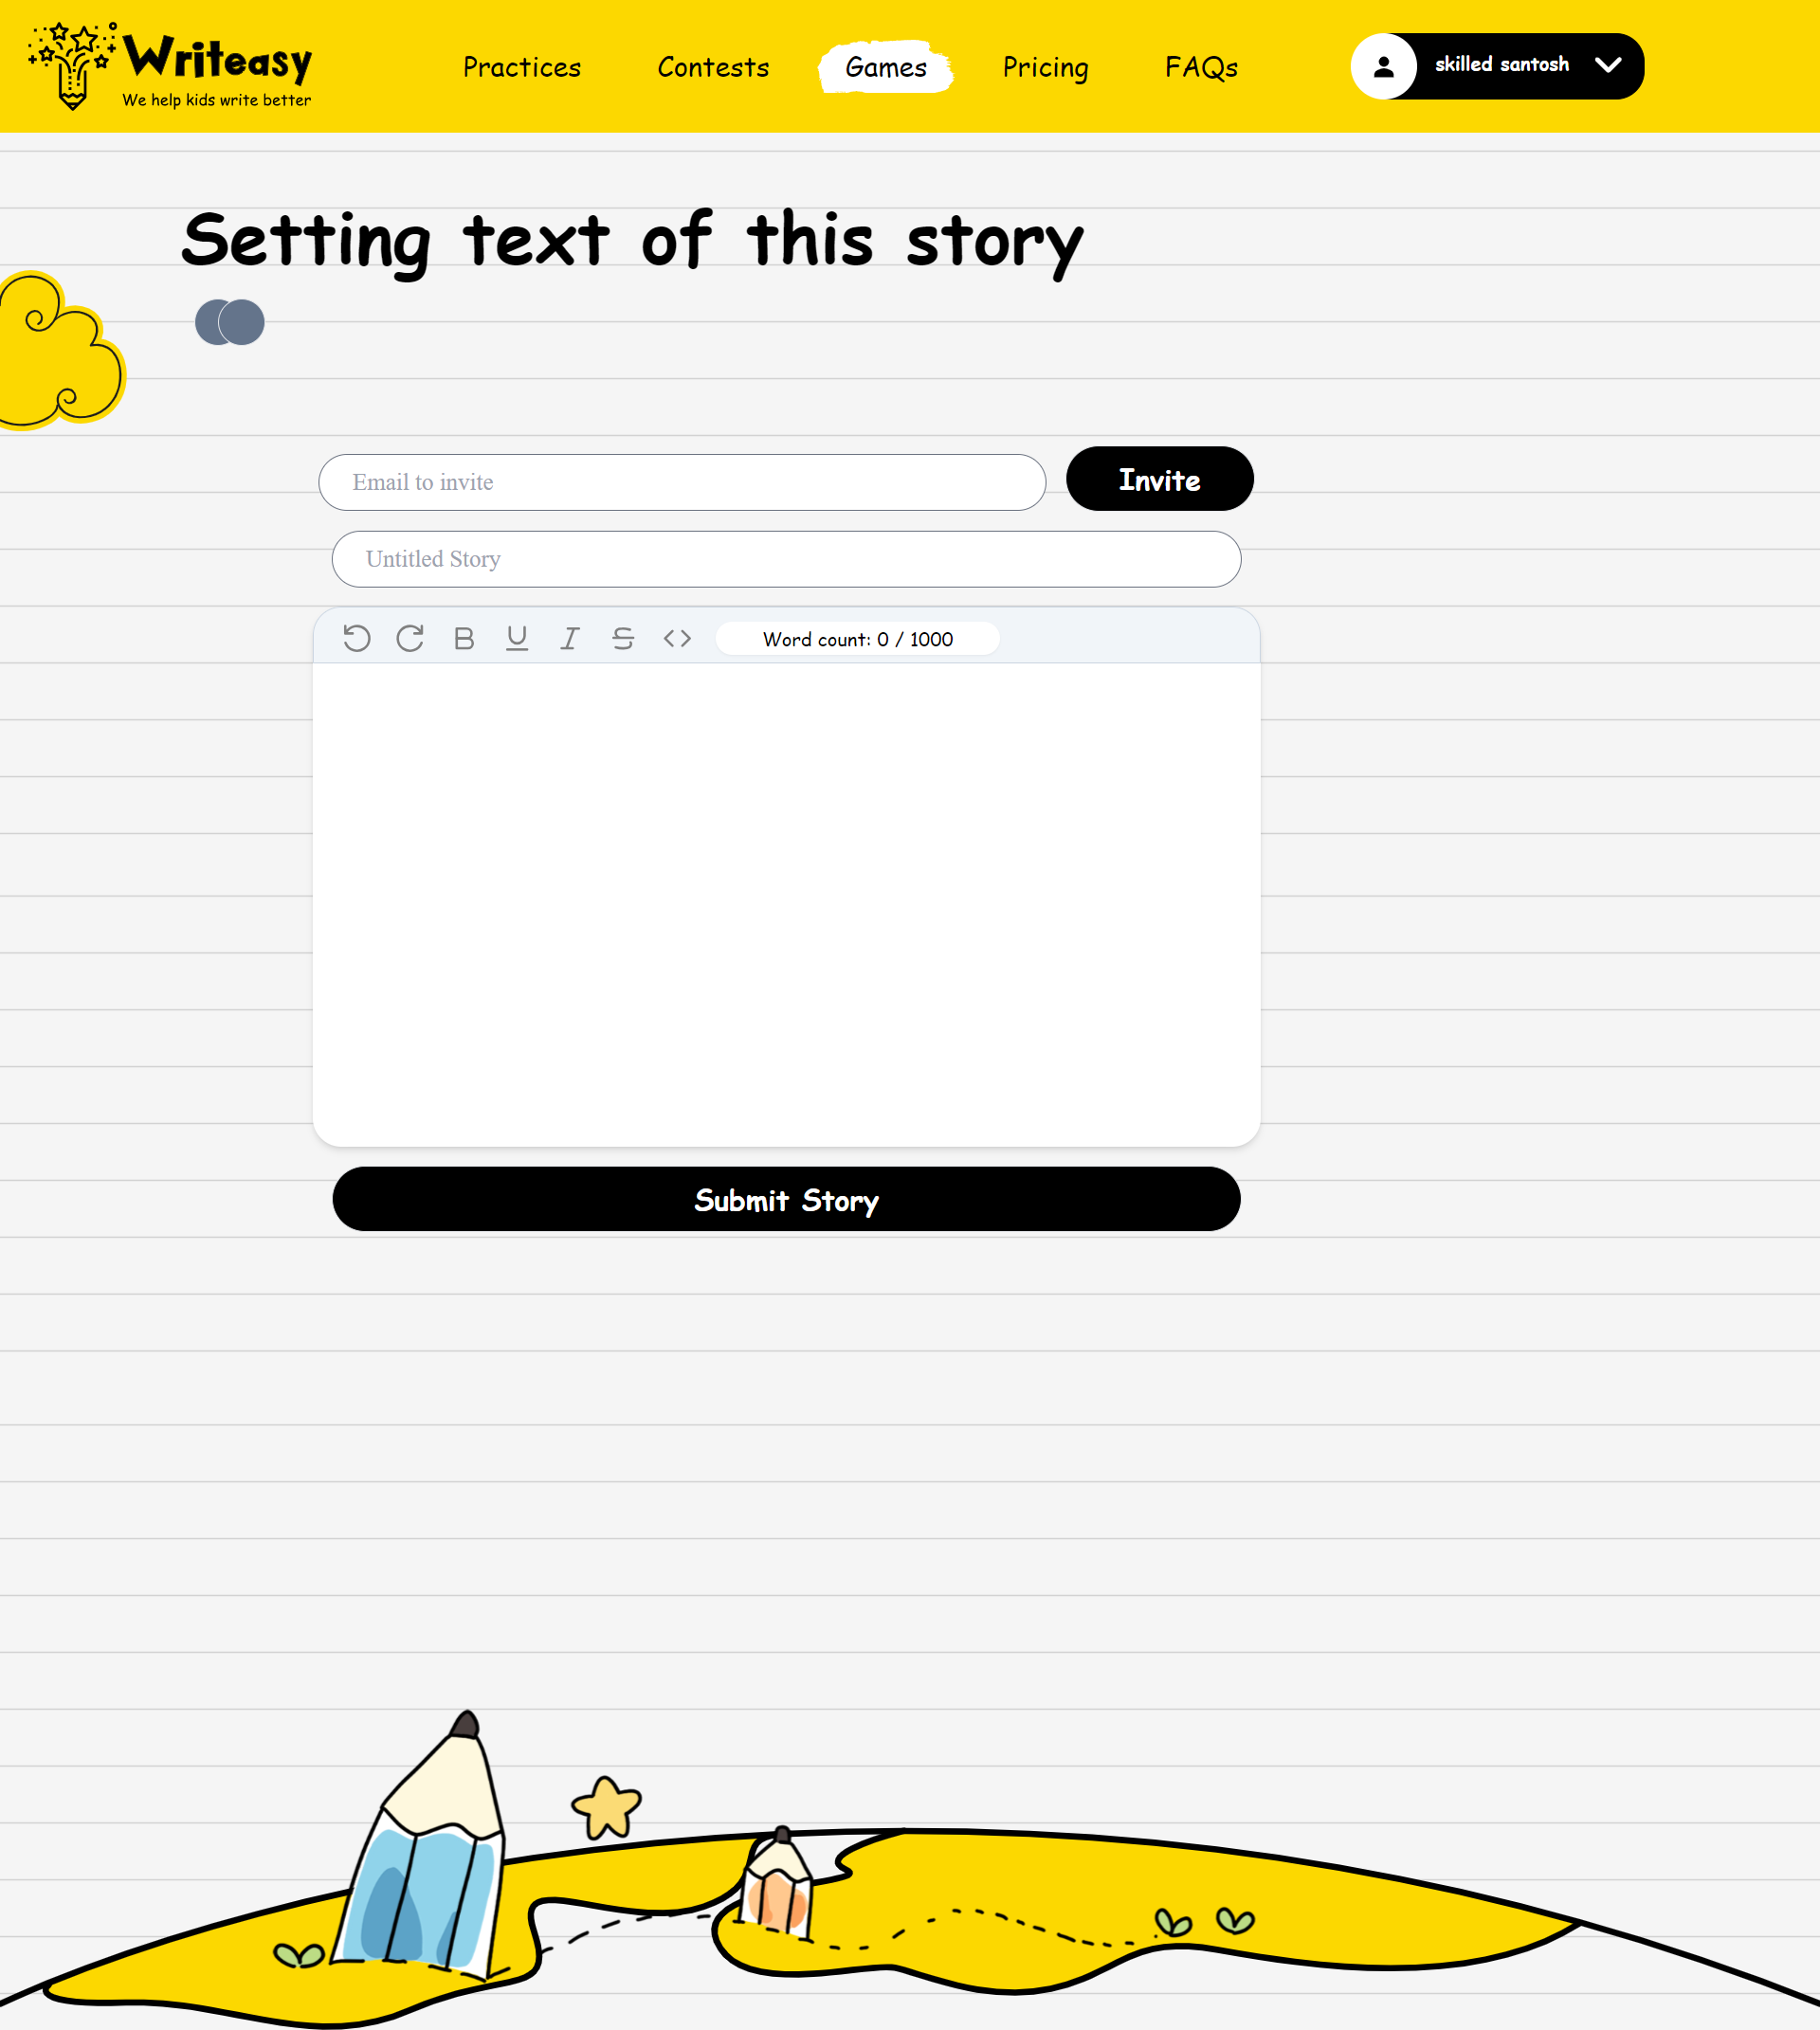 Writeasy
We help kids write better
Practices
Contests
Games
Pricing
FAQs
skilled santosh
Setting text of this story
Email to invite
Invite
Untitled Story
B U I S <> Word count: 0 / 1000
Submit Story